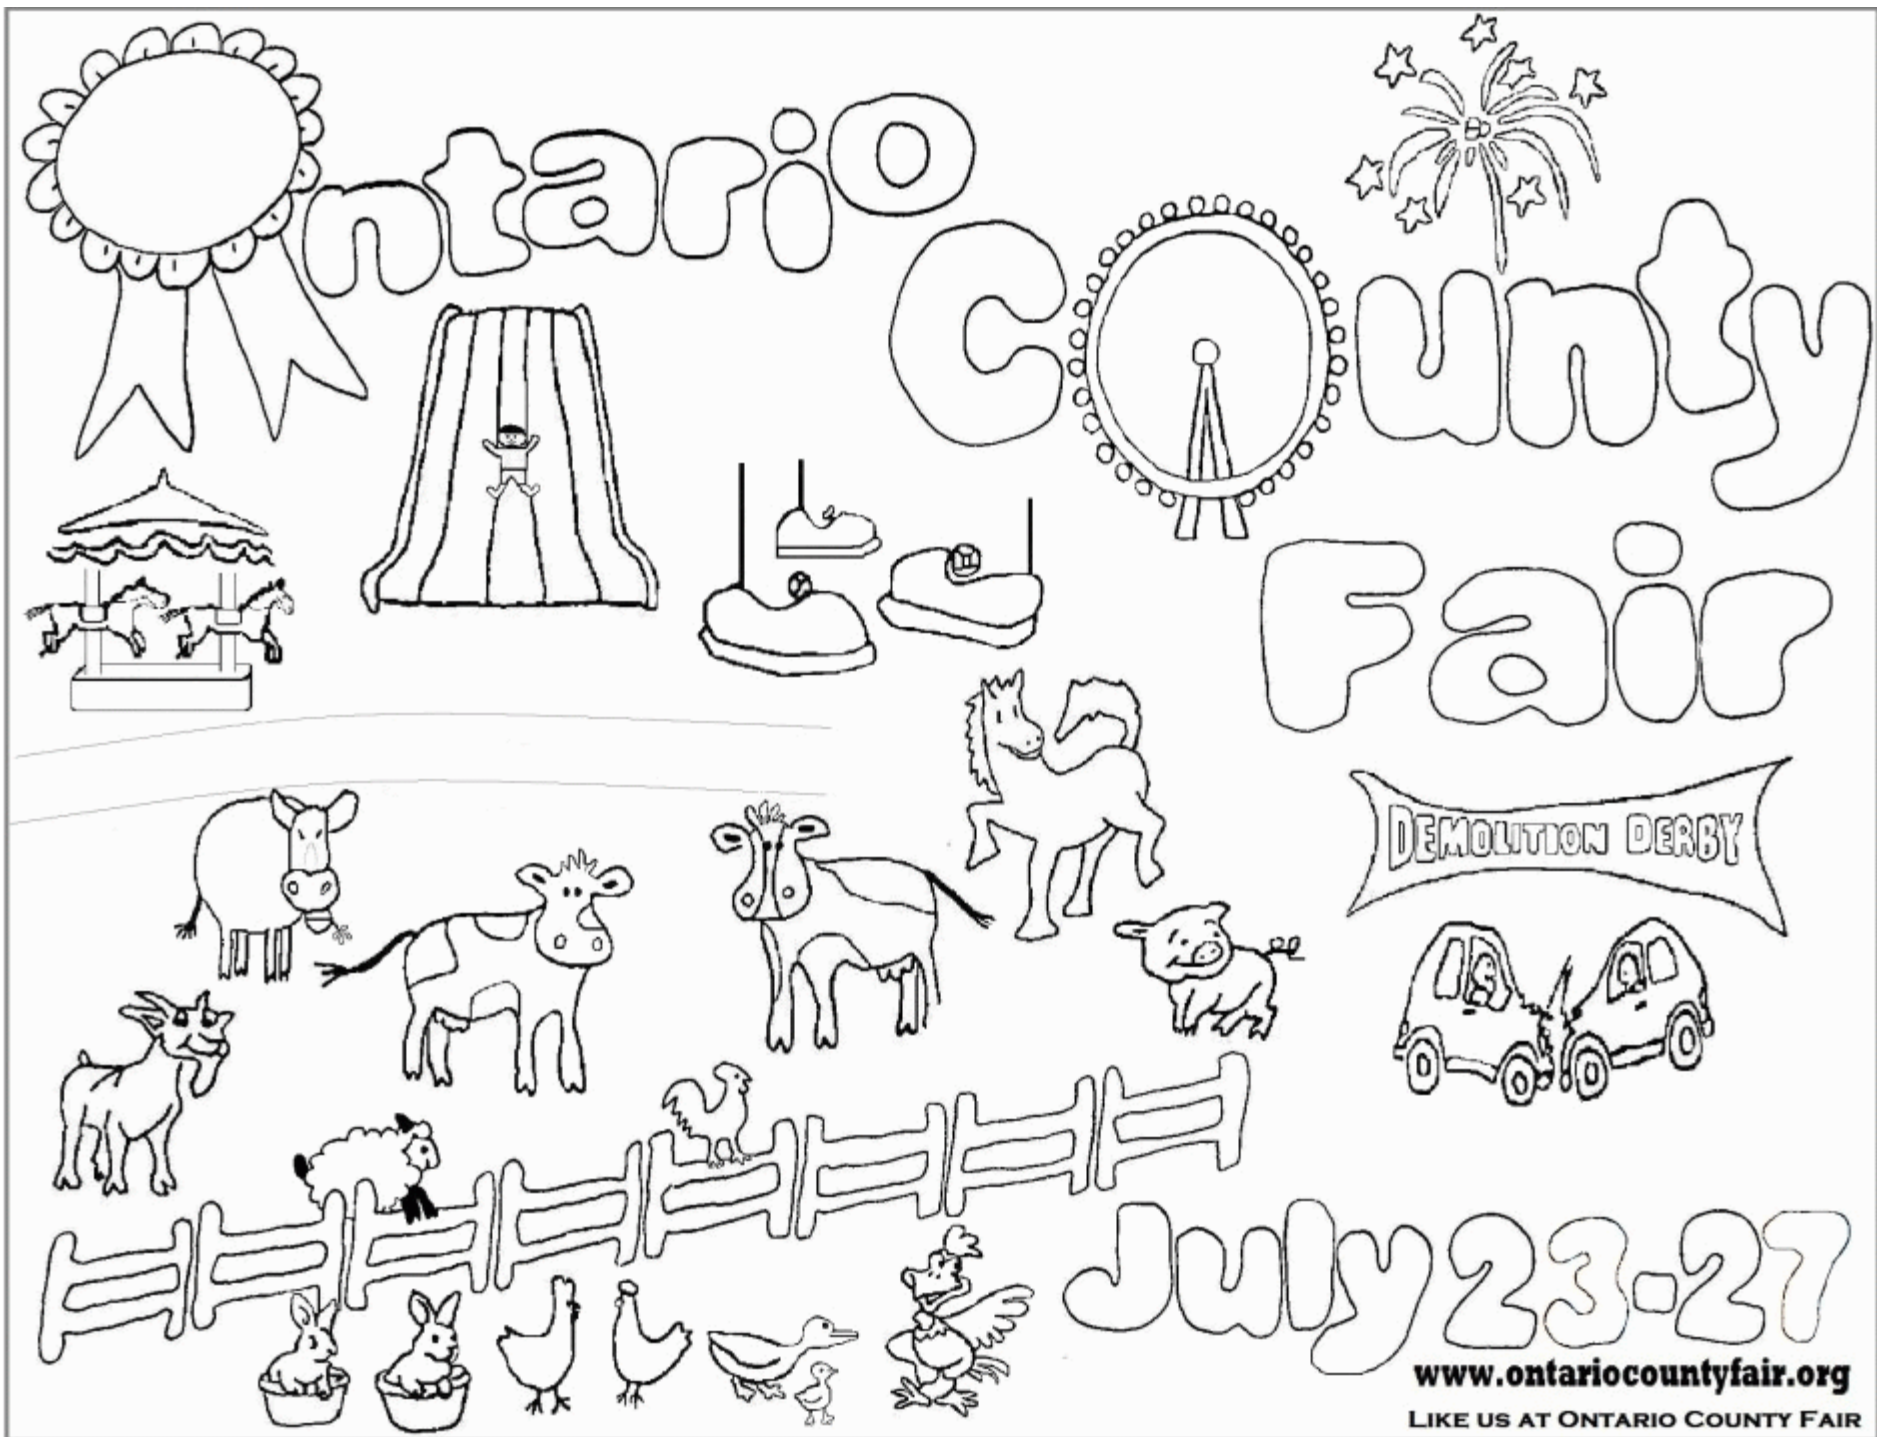 Ontario
County
Fair
DEMOLITION DERBY
July 23-27
www.ontariocountyfair.org
LIKE US AT ONTARIO COUNTY FAIR